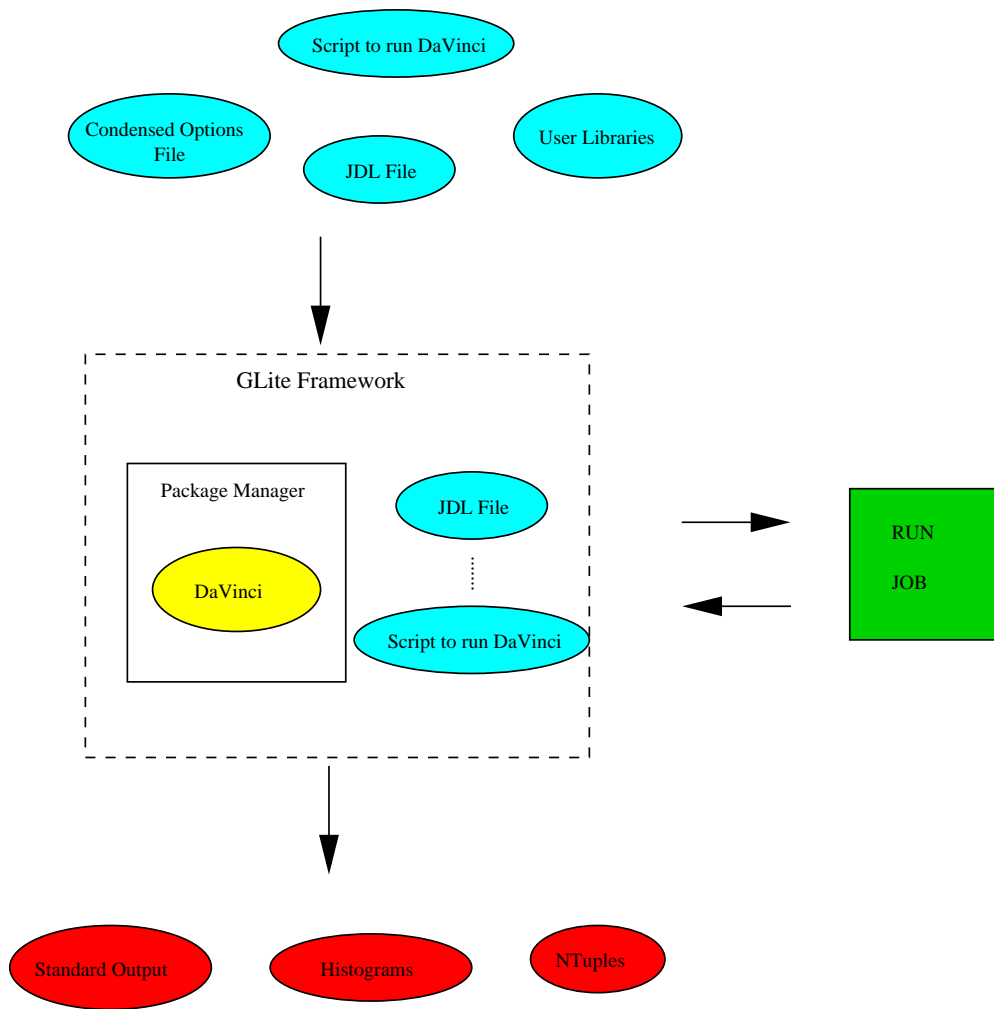 Script to run DaVinci
Condensed Options
File
User Libraries
JDL File
GLite Framework
Package Manager
JDL File
DaVinci
Script to run DaVinci
RUN
JOB
Standard Output
Histograms
NTuples